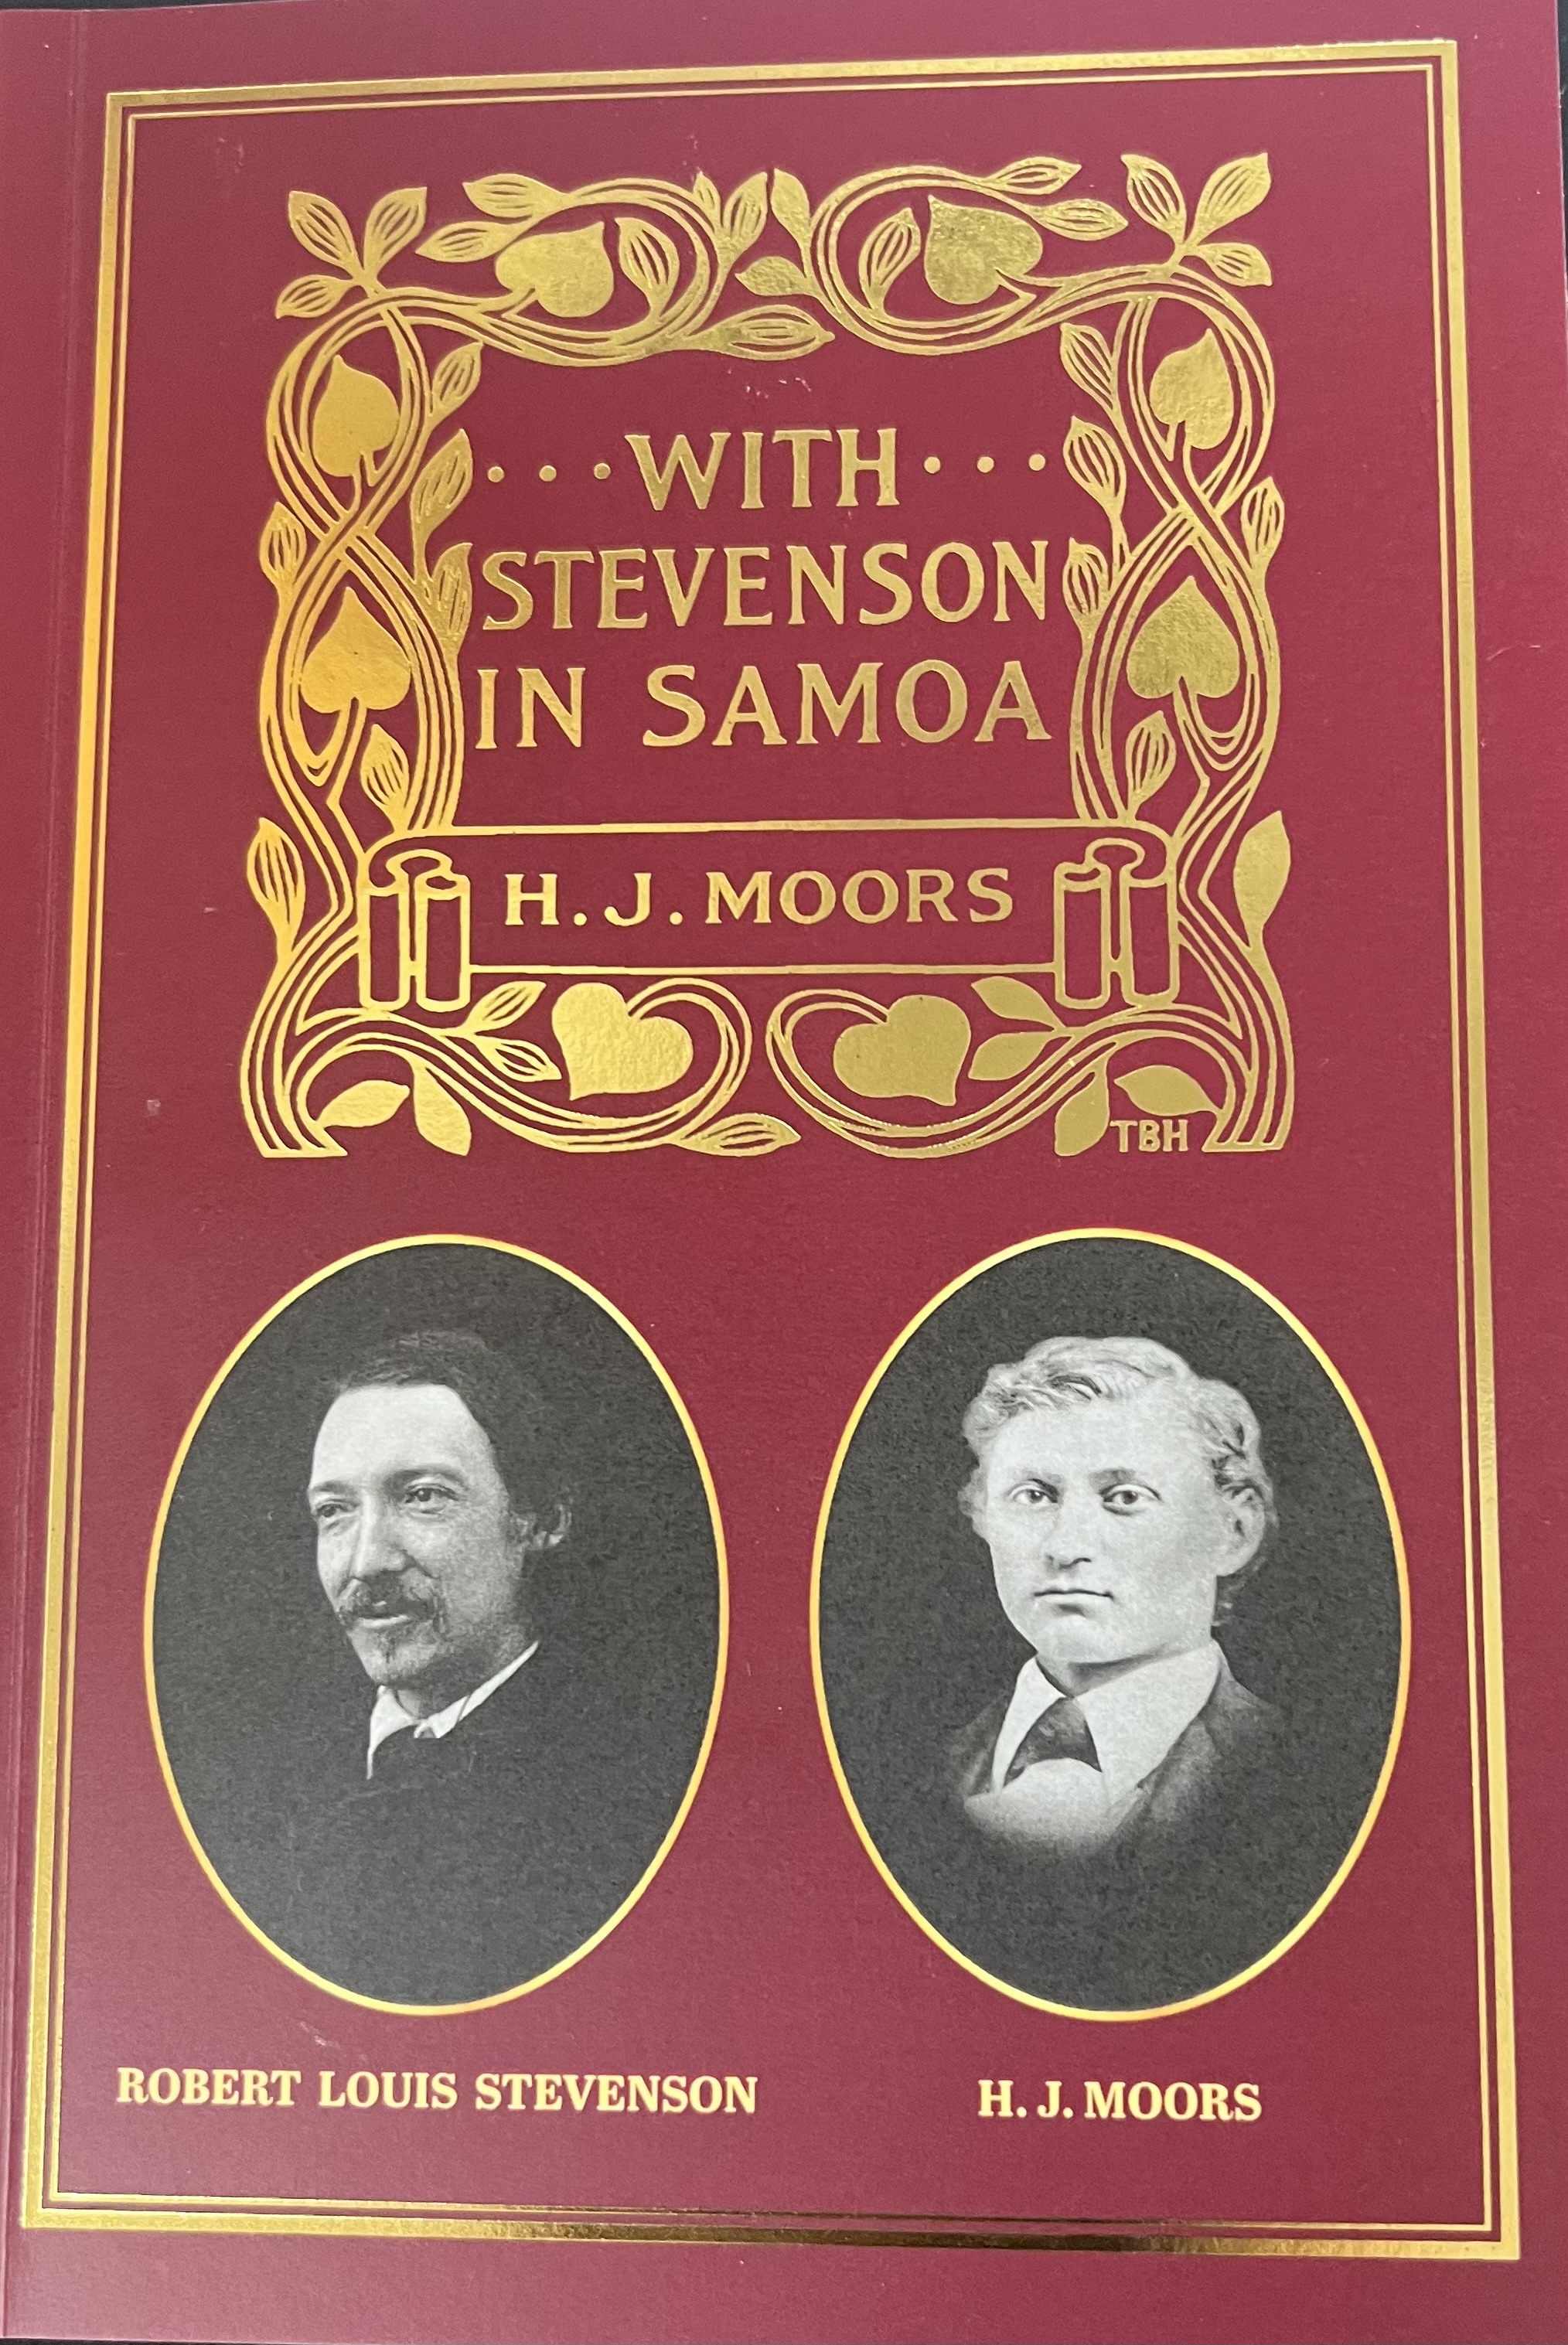 ···WITH···
STEVENSON
IN SAMOA
H. J. MOORS
TBH
ROBERT LOUIS STEVENSON
H. J. MOORS